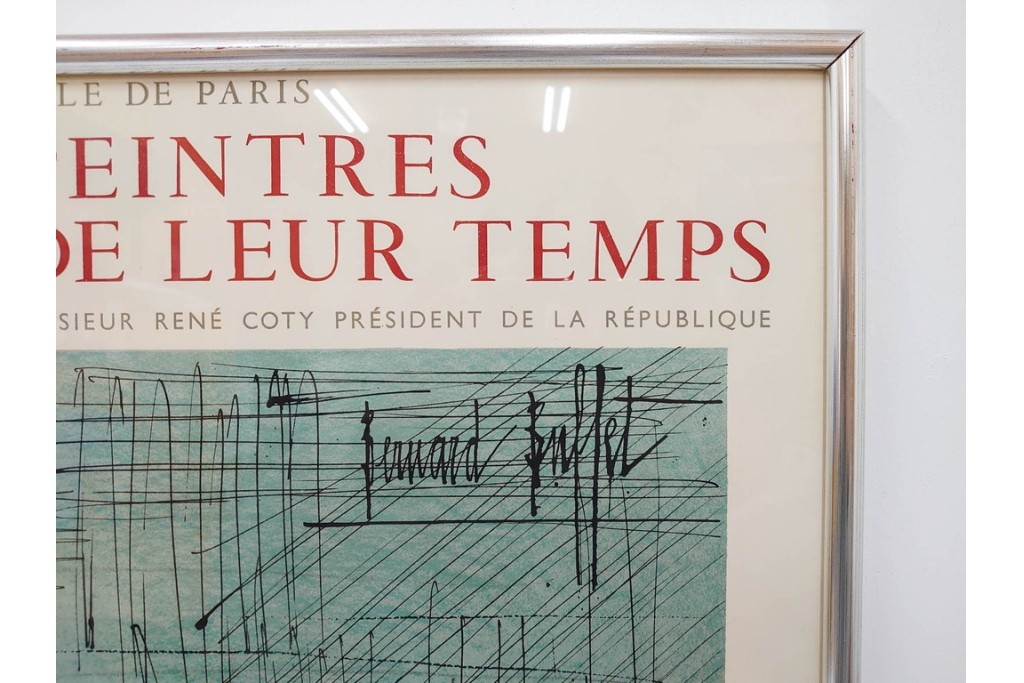 LE DE PARIS
EINTRES
DE LEUR TEMPS
SIEUR RENÉ COTY PRÉSIDENT DE LA RÉPUBLIQUE
Bernard Buffet